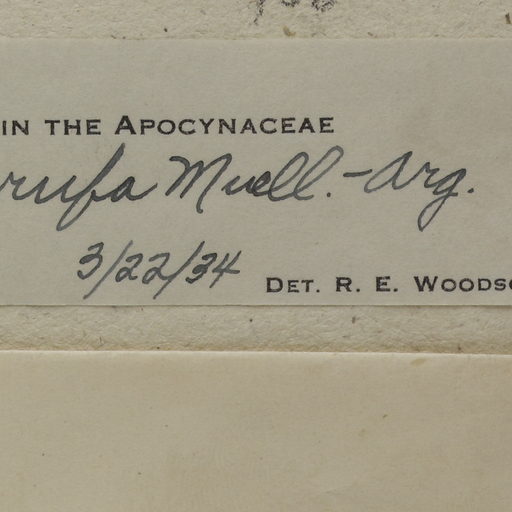 IN THE APOCYNACEAE
rufa Muell.-Arg.
3/22/34 DET. R. E. WOODS